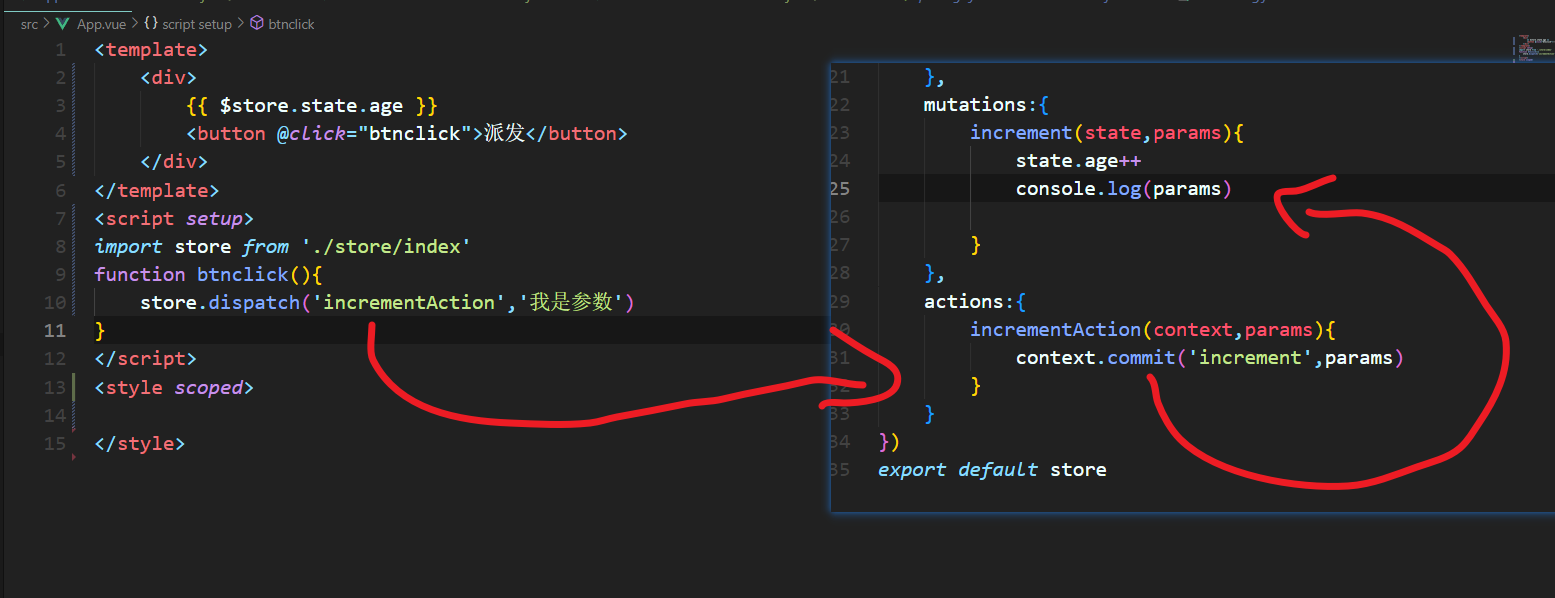 src > App.vue > {} script setup > btnclick
1 <template>
2 <div>
3 {{ $store.state.age }}
4 <button @click="btnclick">派发</button>
5 </div>
6 </template>
7 <script setup>
8 import store from './store/index'
9 function btnclick(){
10 store.dispatch('incrementAction','我是参数')
11 }
12 </script>
13 <style scoped>
14
15 </style>
21 },
22 mutations:{
23 increment(state,params){
24 state.age++
25 console.log(params)
26
27 }
28 },
29 actions:{
30 incrementAction(context,params){
31 context.commit('increment',params)
32 }
33 }
34 })
35 export default store